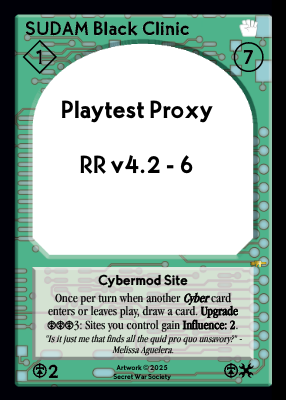 SUDAM Black Clinic
1
7
Playtest Proxy
RR v4.2 - 6
Cybermod Site
Once per turn when another Cyber card
enters or leaves play, draw a card. Upgrade
3: Sites you control gain Influence: 2.
"Is it just me that finds all the quid pro quo unsavory?" -
Melissa Aguelera.
Artwork © 2025
Secret War Society
2